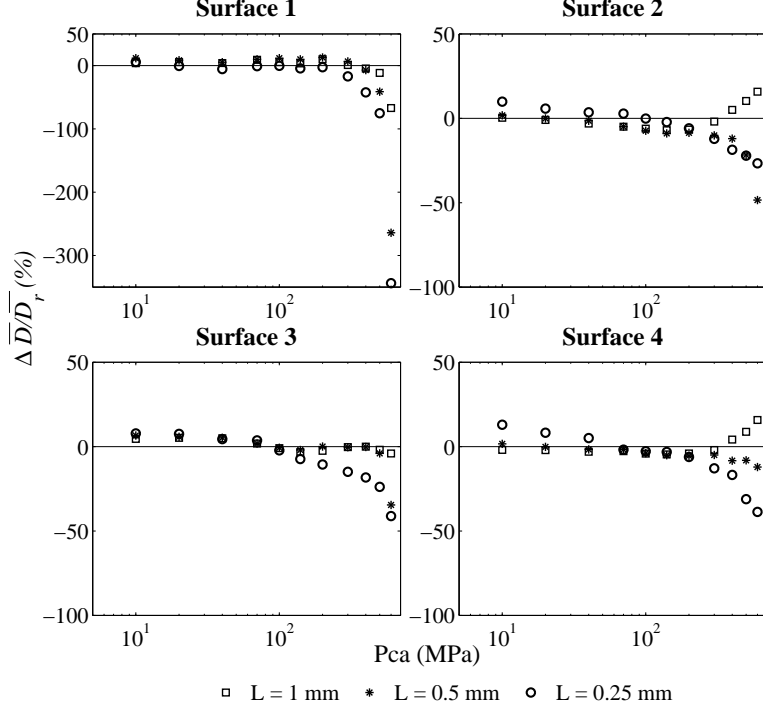 Surface 1
Surface 2
50
0
−100
−200
−300
10^1
10^2
50
0
−50
−100
10^1
10^2
Δ D̅/D̅_r (%)
Surface 3
Surface 4
50
0
−50
−100
10^1
10^2
50
0
−50
−100
10^1
10^2
Pca (MPa)
L = 1 mm
L = 0.5 mm
L = 0.25 mm